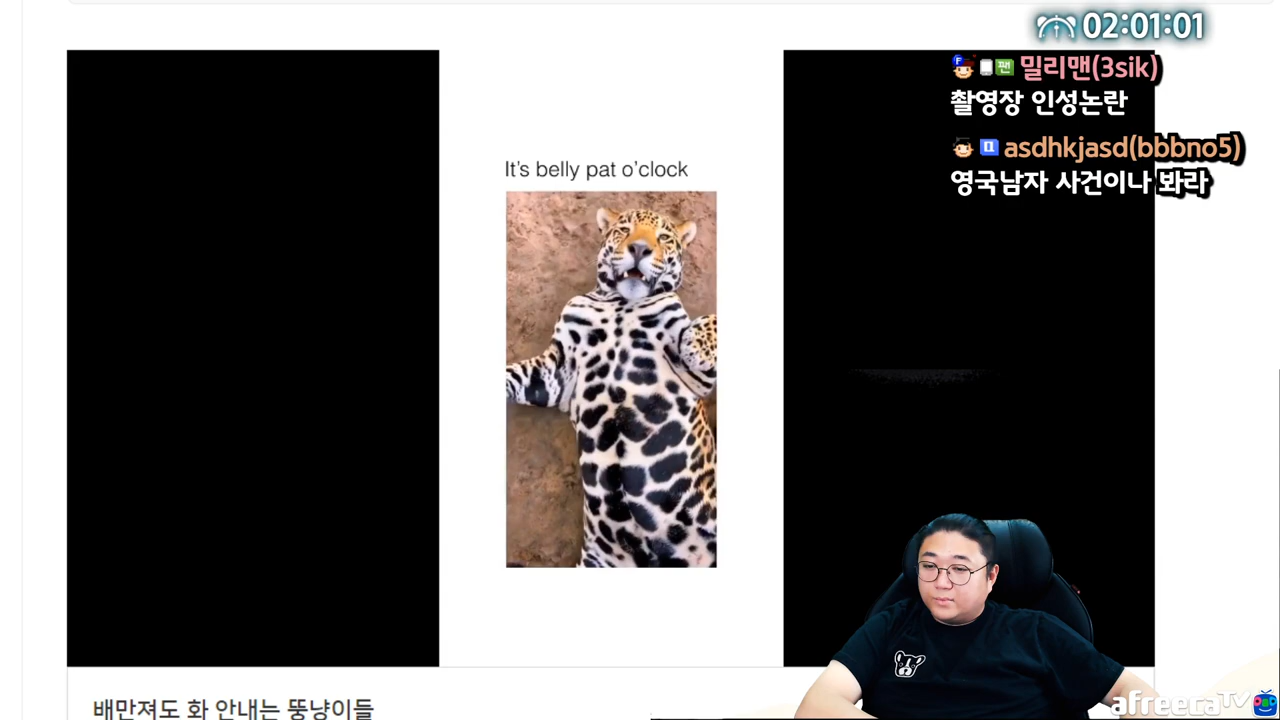 02:01:01
밀리맨(3sik)
촬영장 인성논란
asdhkjasd(bbbno5)
영국남자 사건이나 봐라
It's belly pat o'clock
배만져도 화 안내는 뚱냥이들
afreecaTV